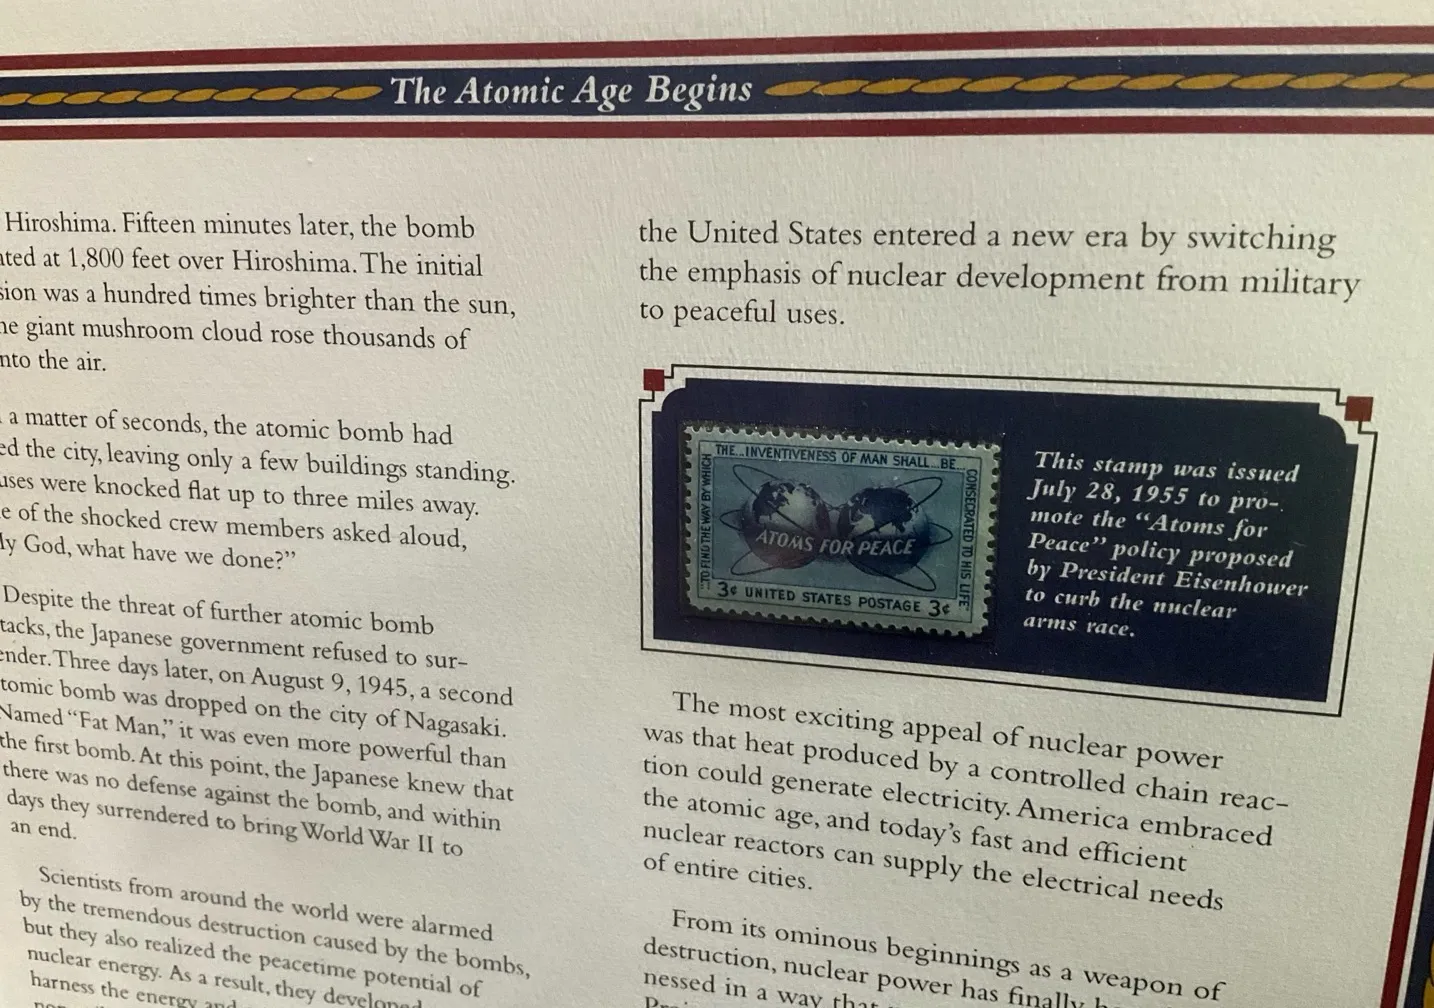 The Atomic Age Begins
Hiroshima. Fifteen minutes later, the bomb
at 1,800 feet over Hiroshima. The initial
was a hundred times brighter than the sun,
giant mushroom cloud rose thousands of
the air.
a matter of seconds, the atomic bomb had
the city, leaving only a few buildings standing.
were knocked flat up to three miles away.
of the shocked crew members asked aloud,
God, what have we done?”
Despite the threat of further atomic bomb
the Japanese government refused to sur-
Three days later, on August 9, 1945, a second
bomb was dropped on the city of Nagasaki.
Named “Fat Man,” it was even more powerful than
the first bomb. At this point, the Japanese knew that
there was no defense against the bomb, and within
days they surrendered to bring World War II to
an end.
Scientists from around the world were alarmed
by the tremendous destruction caused by the bombs,
but they also realized the peacetime potential of
nuclear energy. As a result, they developed
harness the energy and
the United States entered a new era by switching
the emphasis of nuclear development from military
to peaceful uses.
THE...INVENTIVENESS OF MAN SHALL...BE...
...TO FIND THE WAY BY WHICH
CONSECRATED TO HIS LIFE
ATOMS FOR PEACE
3¢ UNITED STATES POSTAGE 3¢
This stamp was issued
July 28, 1955 to pro-
mote the “Atoms for
Peace” policy proposed
by President Eisenhower
to curb the nuclear
arms race.
The most exciting appeal of nuclear power
was that heat produced by a controlled chain reac-
tion could generate electricity. America embraced
the atomic age, and today’s fast and efficient
nuclear reactors can supply the electrical needs
of entire cities.
From its ominous beginnings as a weapon of
destruction, nuclear power has finally
nessed in a way that